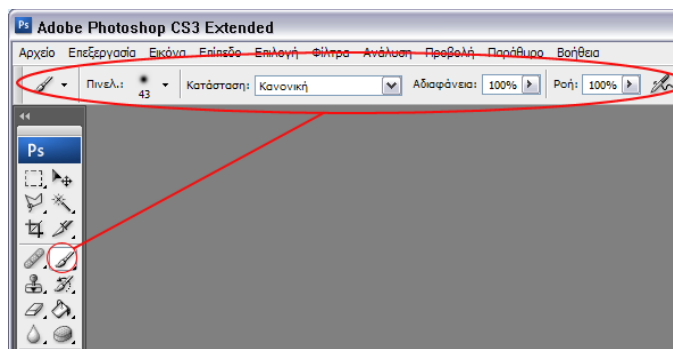 Ps Adobe Photoshop CS3 Extended
Αρχείο Επεξεργασία Εικόνα Επίπεδο Επιλογή Φίλτρα Ανάλυση Προβολή Παράθυρο Βοήθεια
Πινελ.: 43 Κατάσταση: Κανονική Αδιαφάνεια: 100% Ροή: 100%
Ps